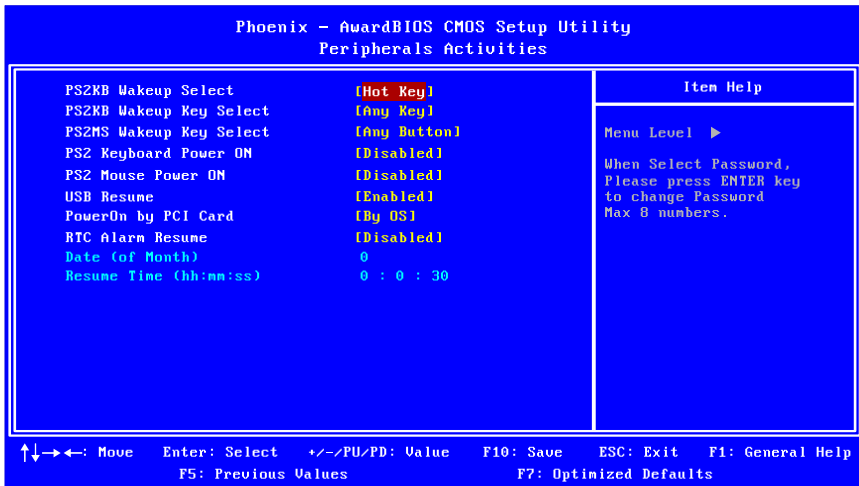 Phoenix - AwardBIOS CMOS Setup Utility
Peripherals Activities
PS2KB Wakeup Select [Hot Key]
PS2KB Wakeup Key Select [Any Key]
PS2MS Wakeup Key Select [Any Button]
PS2 Keyboard Power ON [Disabled]
PS2 Mouse Power ON [Disabled]
USB Resume [Enabled]
PowerOn by PCI Card [By OS]
RTC Alarm Resume [Disabled]
Date (of Month) 0
Resume Time (hh:mm:ss) 0 : 0 : 30
Item Help
Menu Level ▶
When Select Password,
Please press ENTER key
to change Password
Max 8 numbers.
↑↓→←: Move Enter: Select +/-/PU/PD: Value F10: Save ESC: Exit F1: General Help
F5: Previous Values F7: Optimized Defaults